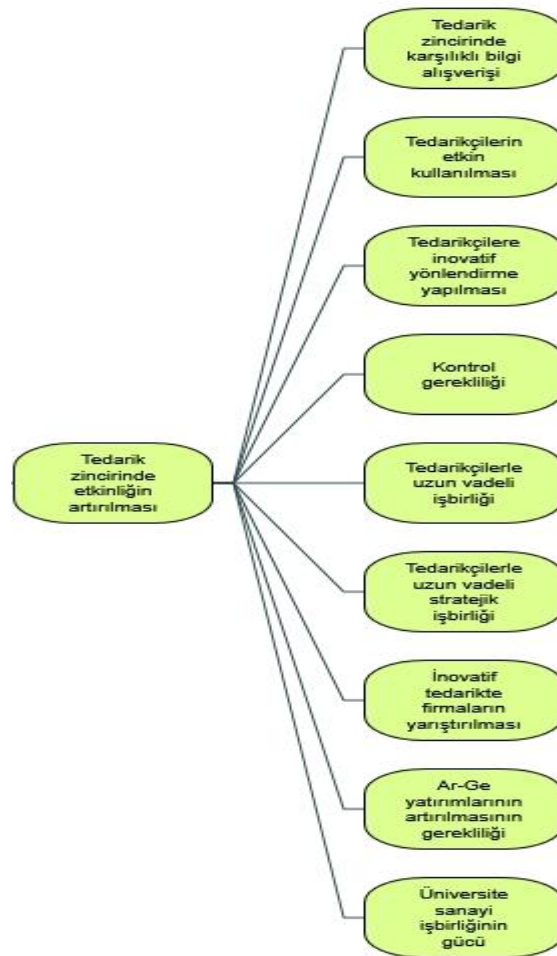 Tedarik
zincirinde
karşılıklı bilgi
alışverişi
Tedarikçilerin
etkin
kullanılması
Tedarikçilere
inovatif
yönlendirme
yapılması
Kontrol
gerekliliği
Tedarik
zincirinde
etkinliğin
artırılması
Tedarikçilerle
uzun vadeli
işbirliği
Tedarikçilerle
uzun vadeli
stratejik
işbirliği
İnovatif
tedarikte
firmaların
yarıştırılması
Ar-Ge
yatırımlarının
artırılmasının
gerekliliği
Üniversite
sanayi
işbirliğinin
gücü